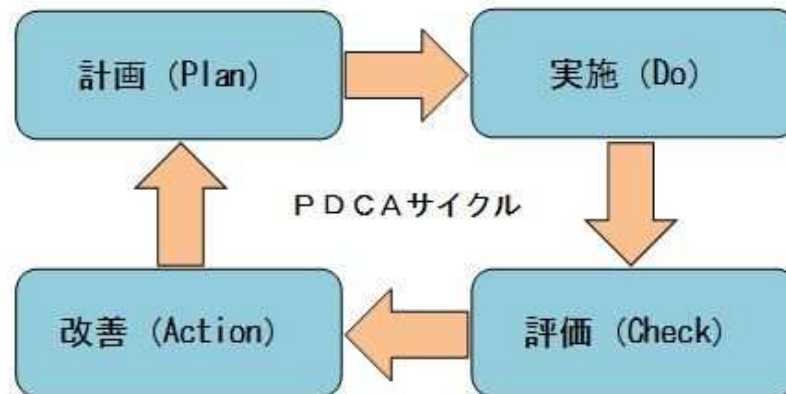 計画 (Plan)
実施 (Do)
PDCAサイクル
改善 (Action)
評価 (Check)